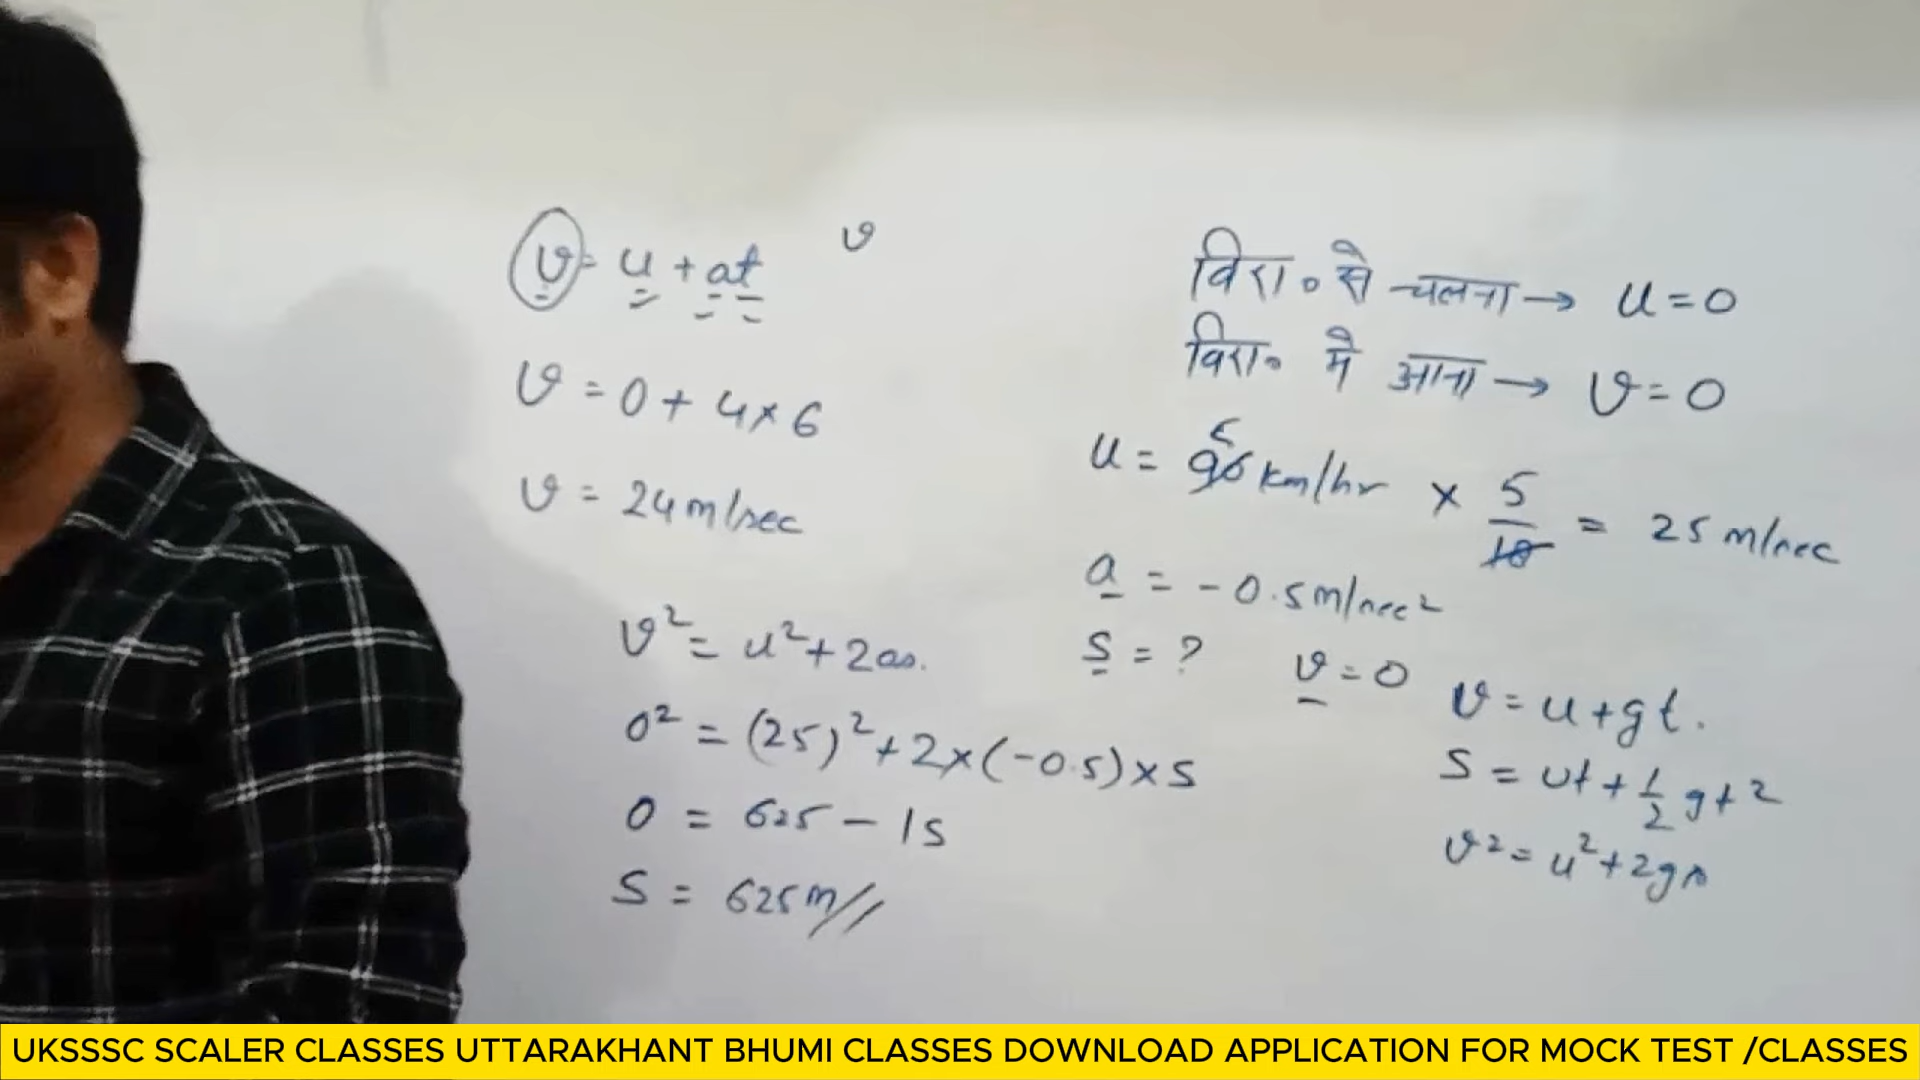 v = u + at
v
v = 0 + 4 × 6
v = 24 m/sec
v² = u² + 2as.
0² = (25)² + 2 × (-0.5) × s
0 = 625 - 1s
S = 625 m//
विरा० से चलना → u = 0
विरा० मे आना → v = 0
5
u = 90 km/hr × 5/18 = 25 m/sec
a = -0.5 m/sec²
s = ? v = 0
v = u + gt.
S = ut + 1/2 gt²
v² = u² + 2gs
UKSSSC SCALER CLASSES UTTARAKHANT BHUMI CLASSES DOWNLOAD APPLICATION FOR MOCK TEST /CLASSES